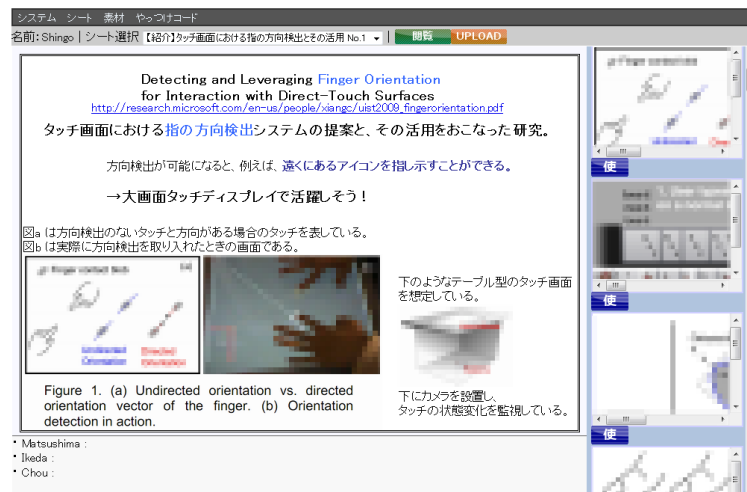 システム シート 素材 やっつけコード
名前:Shingo | シート選択 【紹介】タッチ画面における指の方向検出とその活用 No.1 | 閲覧 UPLOAD
Detecting and Leveraging Finger Orientation
for Interaction with Direct-Touch Surfaces
http://research.microsoft.com/en-us/people/xiangc/uist2009_fingerorientation.pdf
タッチ画面における指の方向検出システムの提案と、その活用をおこなった研究。
方向検出が可能になると、例えば、遠くにあるアイコンを指し示すことができる。
→大画面タッチディスプレイで活躍しそう!
図a は方向検出のないタッチと方向がある場合のタッチを表している。
図b は実際に方向検出を取り入れたときの画面である。
Figure 1. (a) Undirected orientation vs. directed
orientation vector of the finger. (b) Orientation
detection in action.
下のようなテーブル型のタッチ画面
を想定している。
下にカメラを設置し、
タッチの状態変化を監視している。
・Matsushima :
・Ikeda :
・Chou :
使
使
使